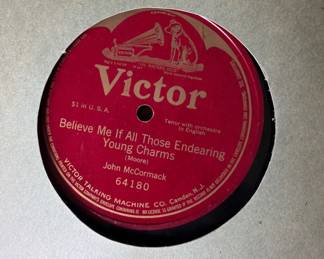 Victor
$1 in U.S.A.
Tenor with orchestra
in English
Believe Me If All Those Endearing
Young Charms
(Moore)
John McCormack
64180
VICTOR TALKING MACHINE CO. Camden, N.J.